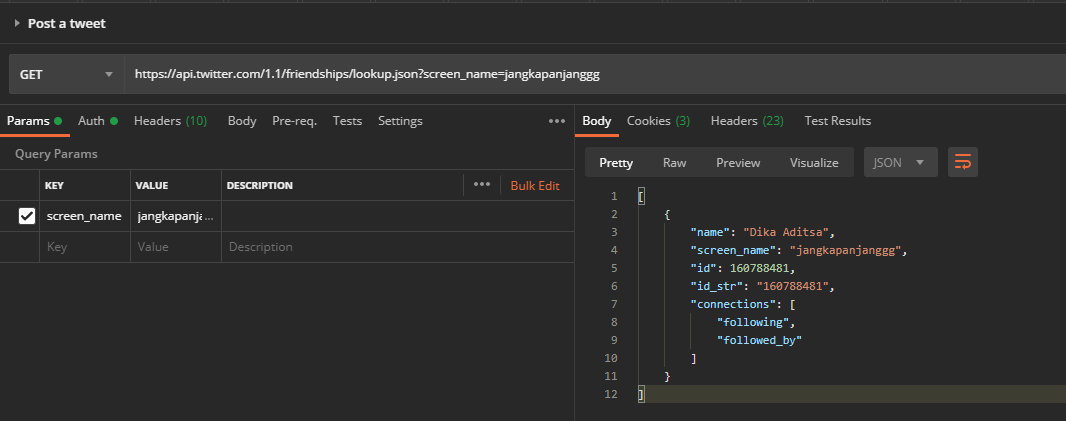 Post a tweet
GET https://api.twitter.com/1.1/friendships/lookup.json?screen_name=jangkapanjanggg
Params Auth Headers (10) Body Pre-req. Tests Settings •••
Query Params
KEY VALUE DESCRIPTION ••• Bulk Edit
screen_name jangkapanja ...
Key Value Description
Body Cookies (3) Headers (23) Test Results
Pretty Raw Preview Visualize JSON
1 [
2 {
3 "name": "Dika Aditsa",
4 "screen_name": "jangkapanjanggg",
5 "id": 160788481,
6 "id_str": "160788481",
7 "connections": [
8 "following",
9 "followed_by"
10 ]
11 }
12 ]